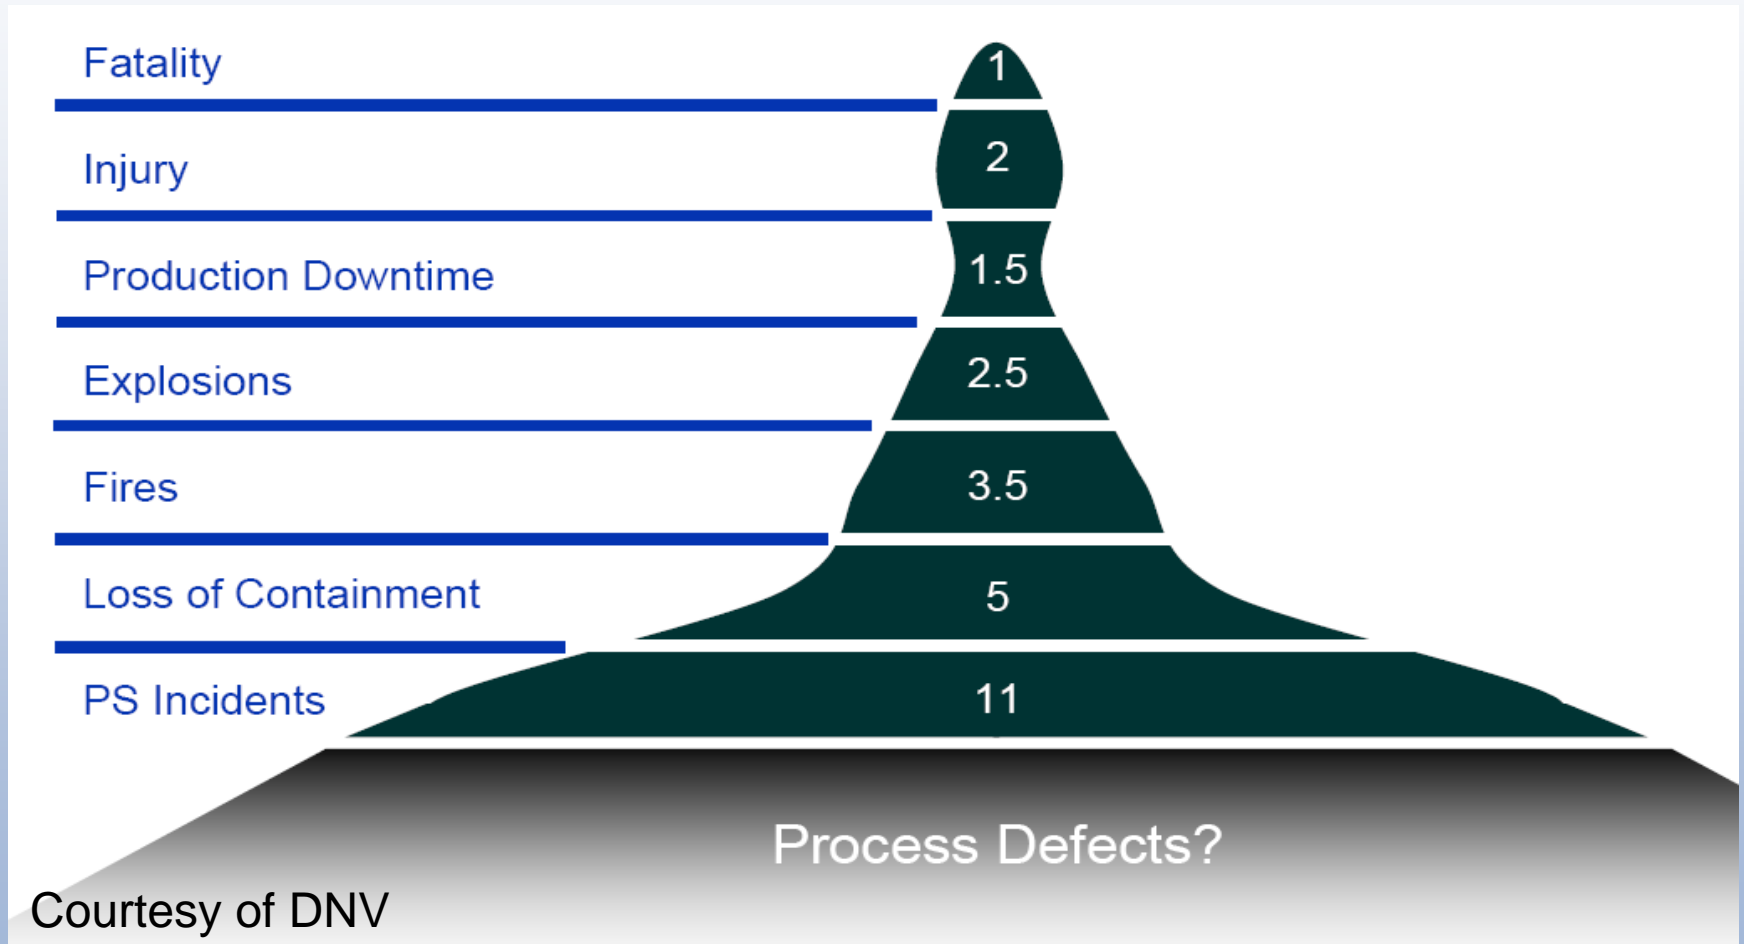 Fatality
1
Injury
2
Production Downtime
1.5
Explosions
2.5
Fires
3.5
Loss of Containment
5
PS Incidents
11
Process Defects?
Courtesy of DNV